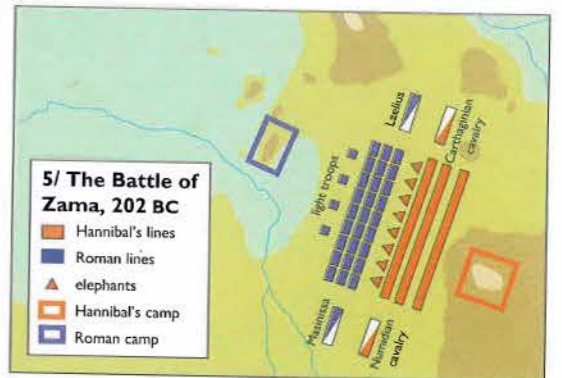 5/ The Battle of
Zama, 202 BC
Hannibal's lines
Roman lines
elephants
Hannibal's camp
Roman camp
light troops
Laelius
Carthaginian
cavalry
Masinissa
Numidian
cavalry